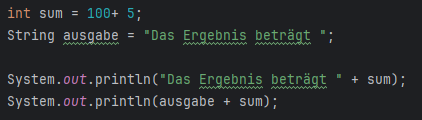 int sum = 100+ 5;
String ausgabe = "Das Ergebnis beträgt ";
System.out.println("Das Ergebnis beträgt " + sum);
System.out.println(ausgabe + sum);